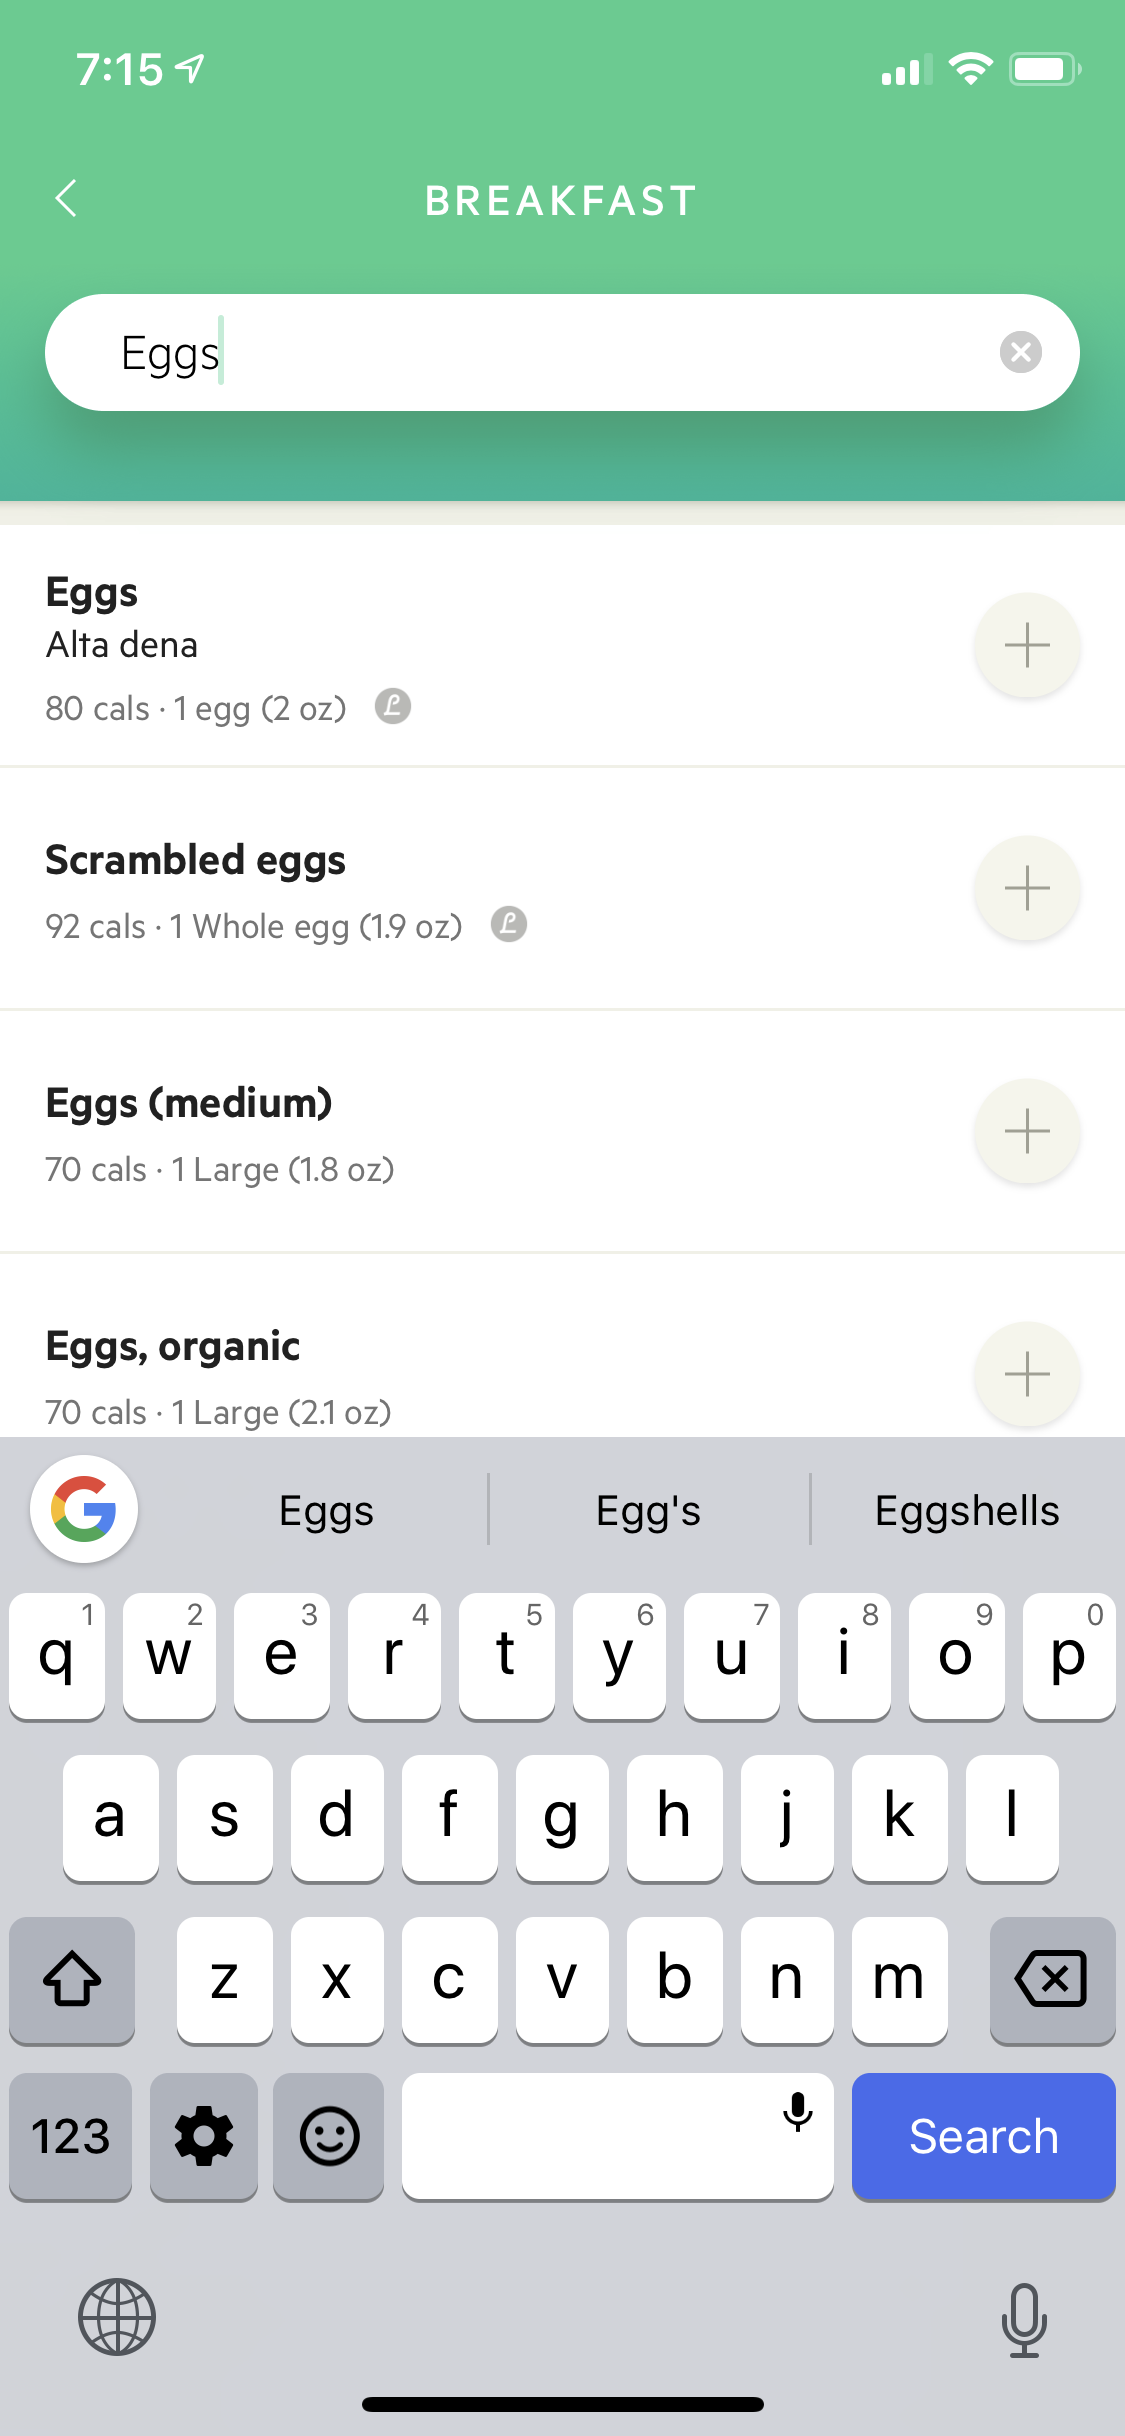 7:15
BREAKFAST
Eggs
Eggs
Alta dena
80 cals · 1 egg (2 oz)
Scrambled eggs
92 cals · 1 Whole egg (1.9 oz)
Eggs (medium)
70 cals · 1 Large (1.8 oz)
Eggs, organic
70 cals · 1 Large (2.1 oz)
G Eggs Egg's Eggshells
1 2 3 4 5 6 7 8 9 0
q w e r t y u i o p
a s d f g h j k l
z x c v b n m
123 Search